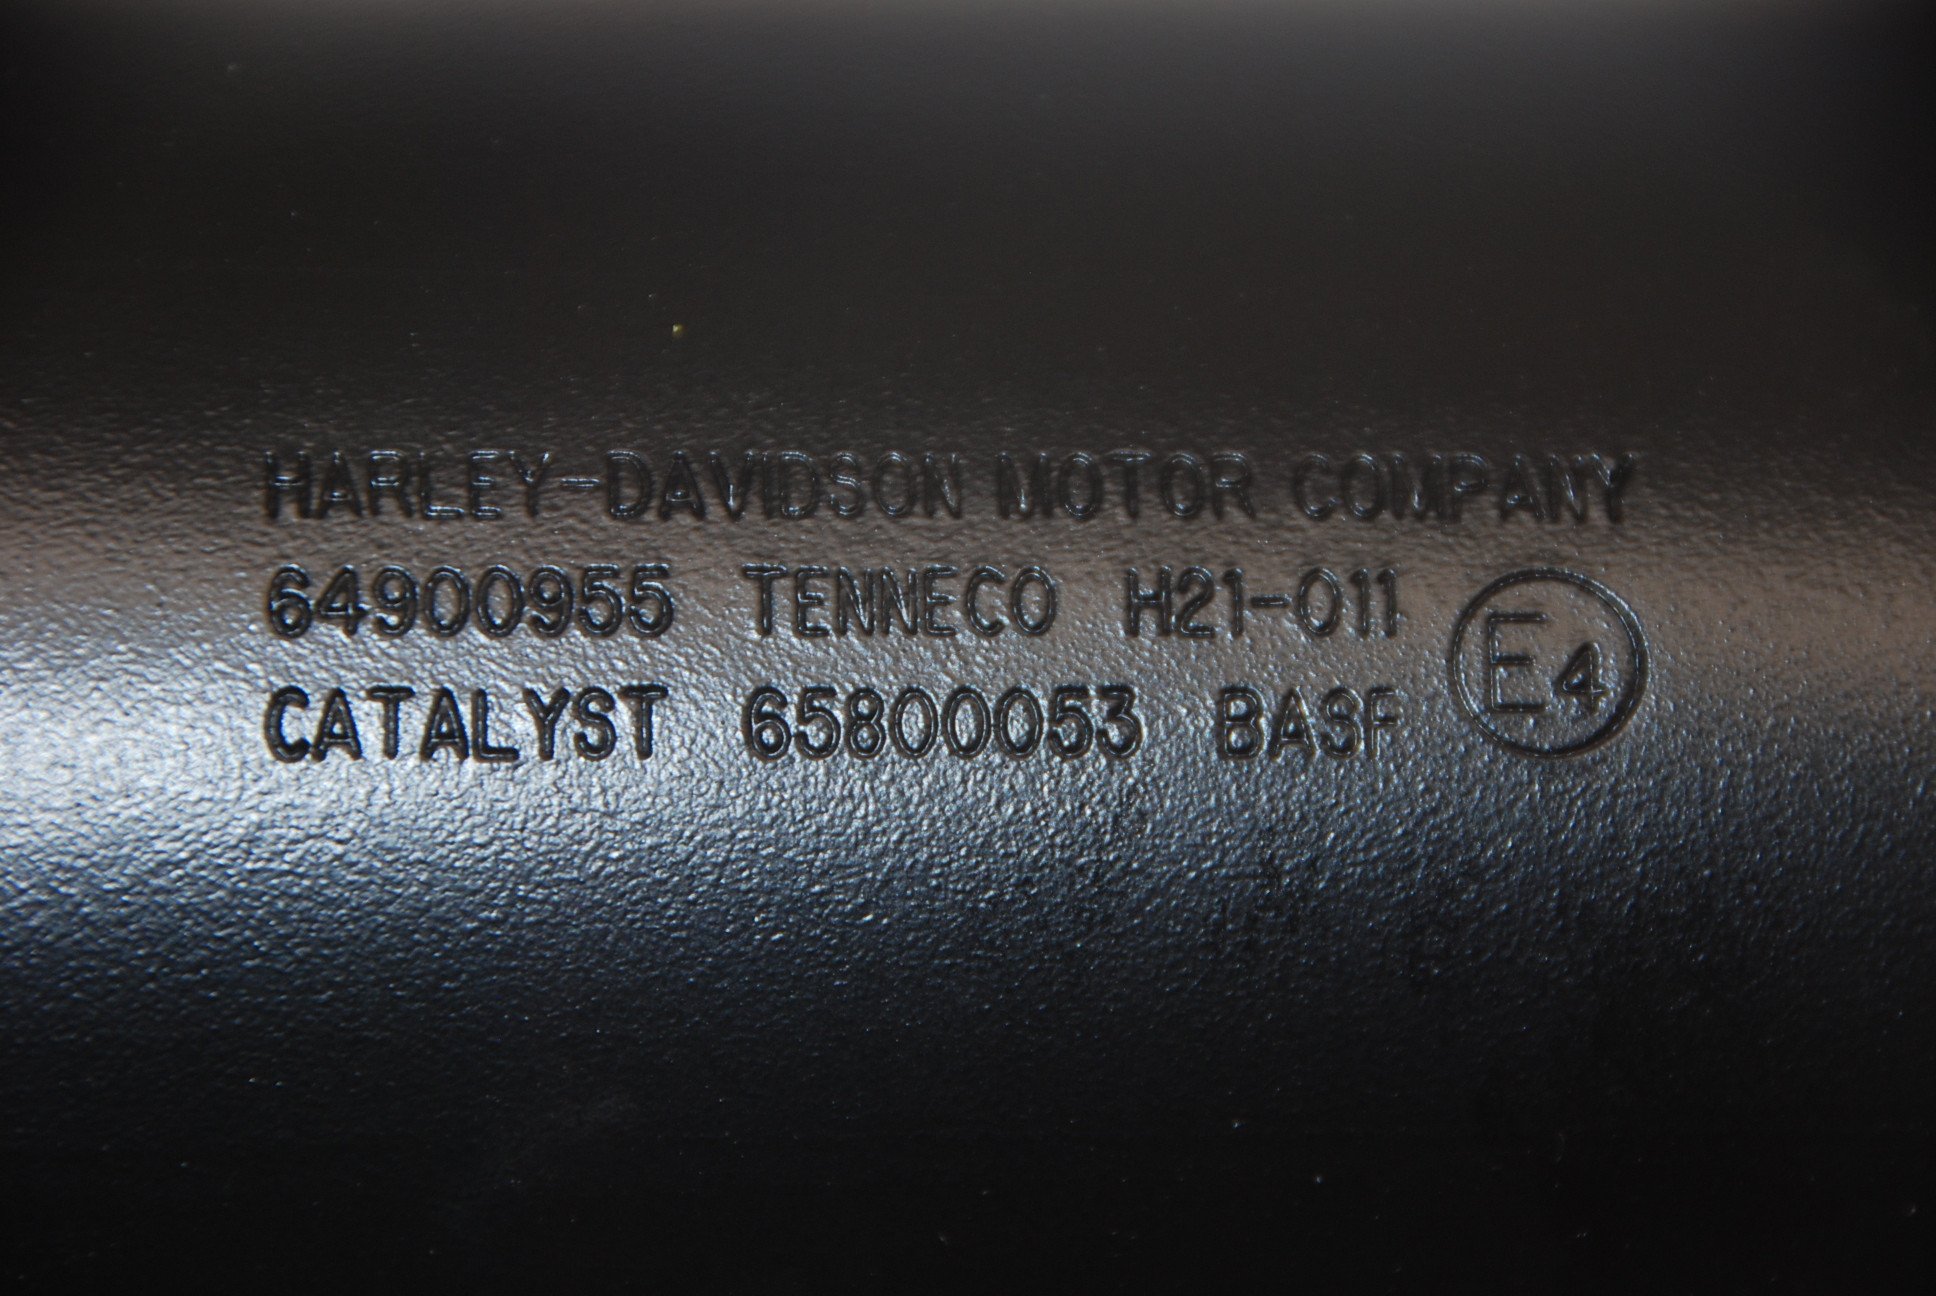 HARLEY-DAVIDSON MOTOR COMPANY
64900955 TENNECO H21-011
CATALYST 65800053 BASF
E4